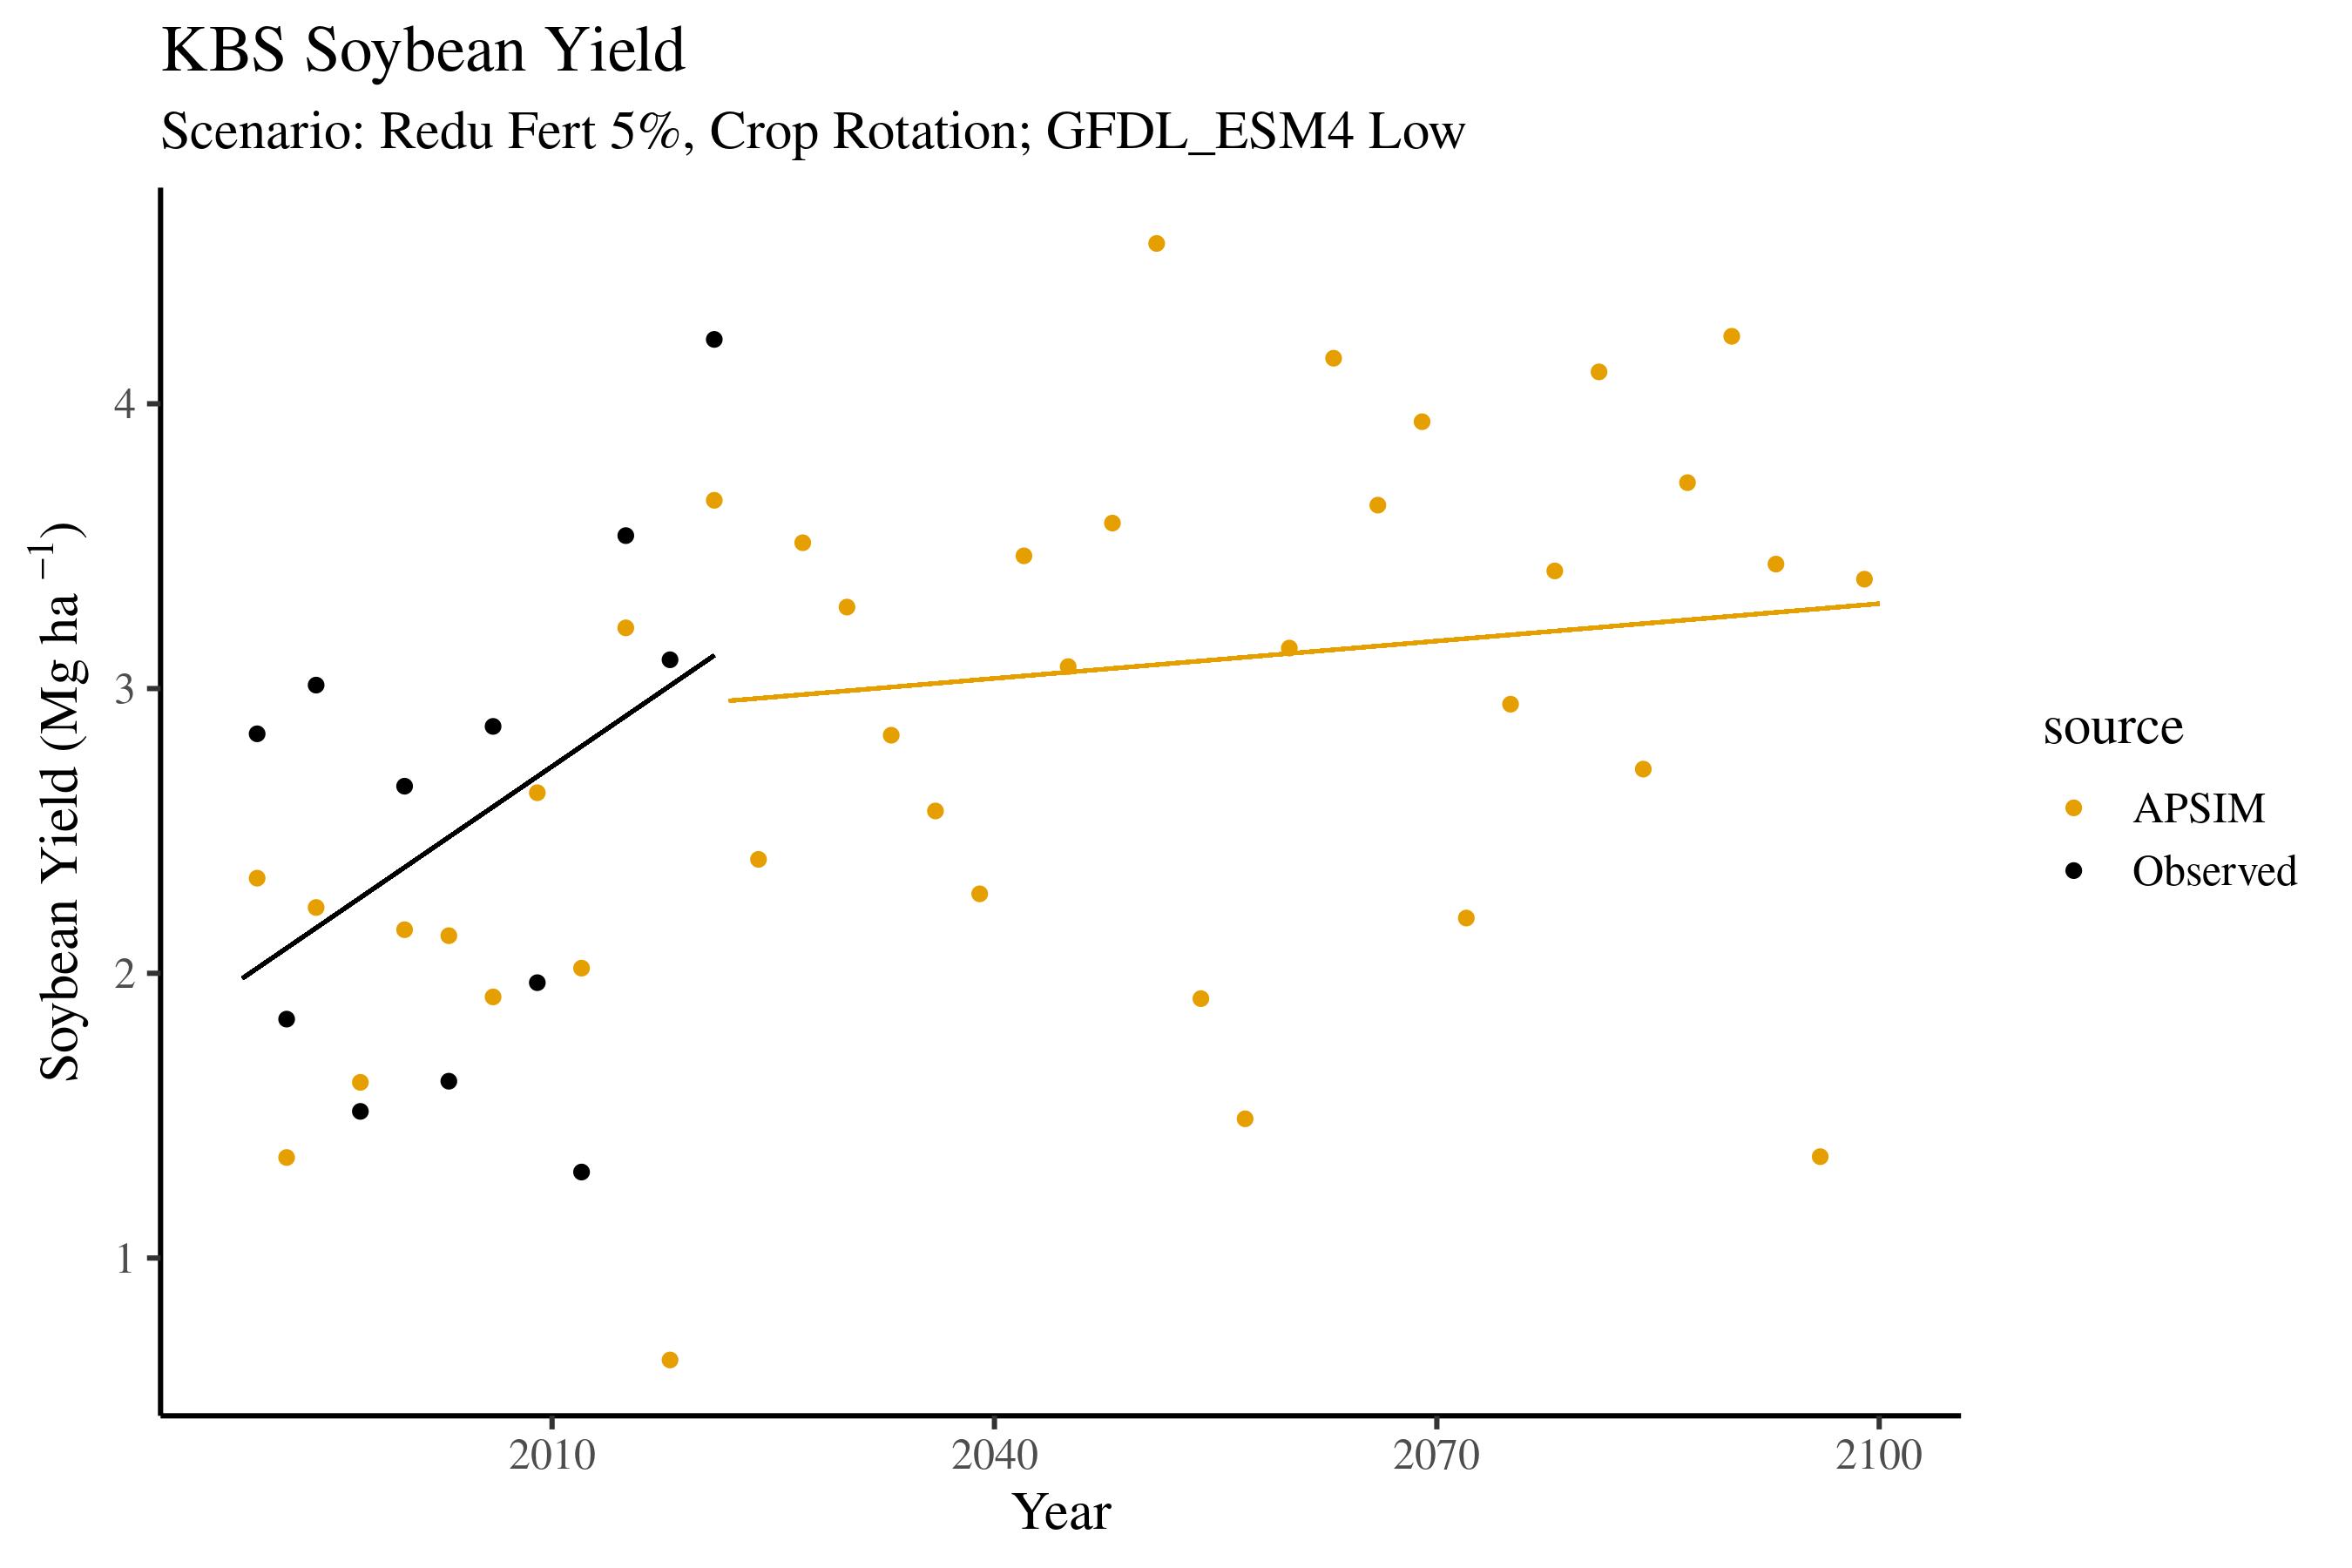 KBS Soybean Yield
Scenario: Redu Fert 5%, Crop Rotation; GFDL_ESM4 Low
Soybean Yield (Mg ha −1)
4
3
2
1
2010
2040
2070
2100
Year
source
APSIM
Observed